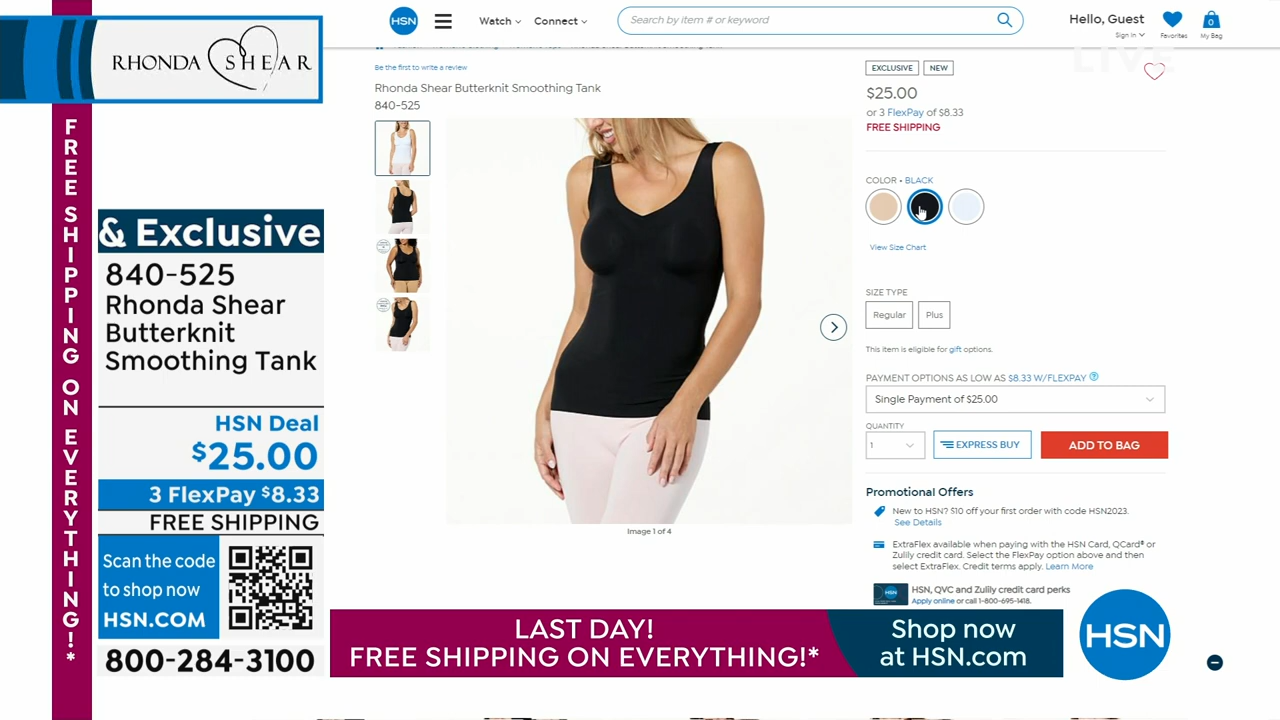 RHONDA SHEAR
FREE SHIPPING ON EVERYTHING!*
& Exclusive
840-525
Rhonda Shear
Butterknit
Smoothing Tank
HSN Deal
$25.00
3 FlexPay $8.33
FREE SHIPPING
Scan the code
to shop now
HSN.COM
800-284-3100
HSN
Watch
Connect
Search by item # or keyword
Hello, Guest
Sign In
Favorites
0
My Bag
LIVE
Be the first to write a review
Rhonda Shear Butterknit Smoothing Tank
840-525
Image 1 of 4
EXCLUSIVE
NEW
$25.00
or 3 FlexPay of $8.33
FREE SHIPPING
COLOR • BLACK
View Size Chart
SIZE TYPE
Regular
Plus
This item is eligible for gift options.
PAYMENT OPTIONS AS LOW AS $8.33 W/FLEXPAY ?
Single Payment of $25.00
QUANTITY
1
EXPRESS BUY
ADD TO BAG
Promotional Offers
New to HSN? $10 off your first order with code HSN2023.
See Details
ExtraFlex available when paying with the HSN Card, QCard® or
Zulily credit card. Select the FlexPay option above and then
select ExtraFlex. Credit terms apply. Learn More
HSN, QVC and Zulily credit card perks
Apply online or call 1-800-695-1418.
LAST DAY!
FREE SHIPPING ON EVERYTHING!*
Shop now
at HSN.com
HSN